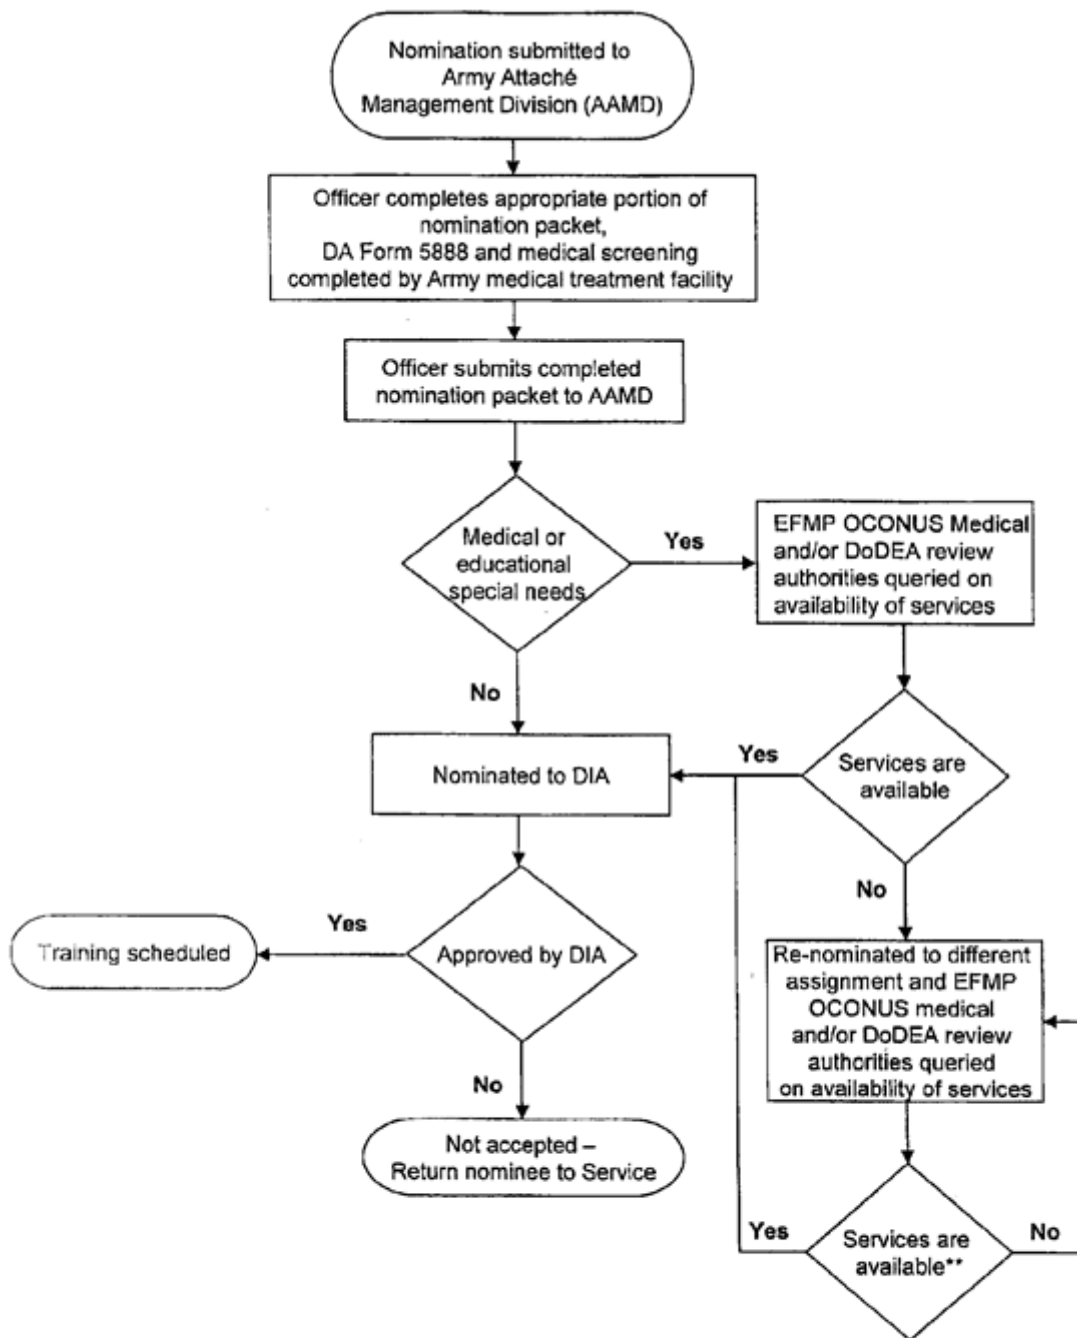 Nomination submitted to
Army Attaché
Management Division (AAMD)
Officer completes appropriate portion of
nomination packet,
DA Form 5888 and medical screening
completed by Army medical treatment facility
Officer submits completed
nomination packet to AAMD
Medical or
educational
special needs
Yes
EFMP OCONUS Medical
and/or DoDEA review
authorities queried on
availability of services
No
Nominated to DIA
Yes
Services are
available
No
Yes
Training scheduled
Approved by DIA
Re-nominated to different
assignment and EFMP
OCONUS medical
and/or DoDEA review
authorities queried
on availability of services
No
Not accepted –
Return nominee to Service
Yes
Services are
available**
No